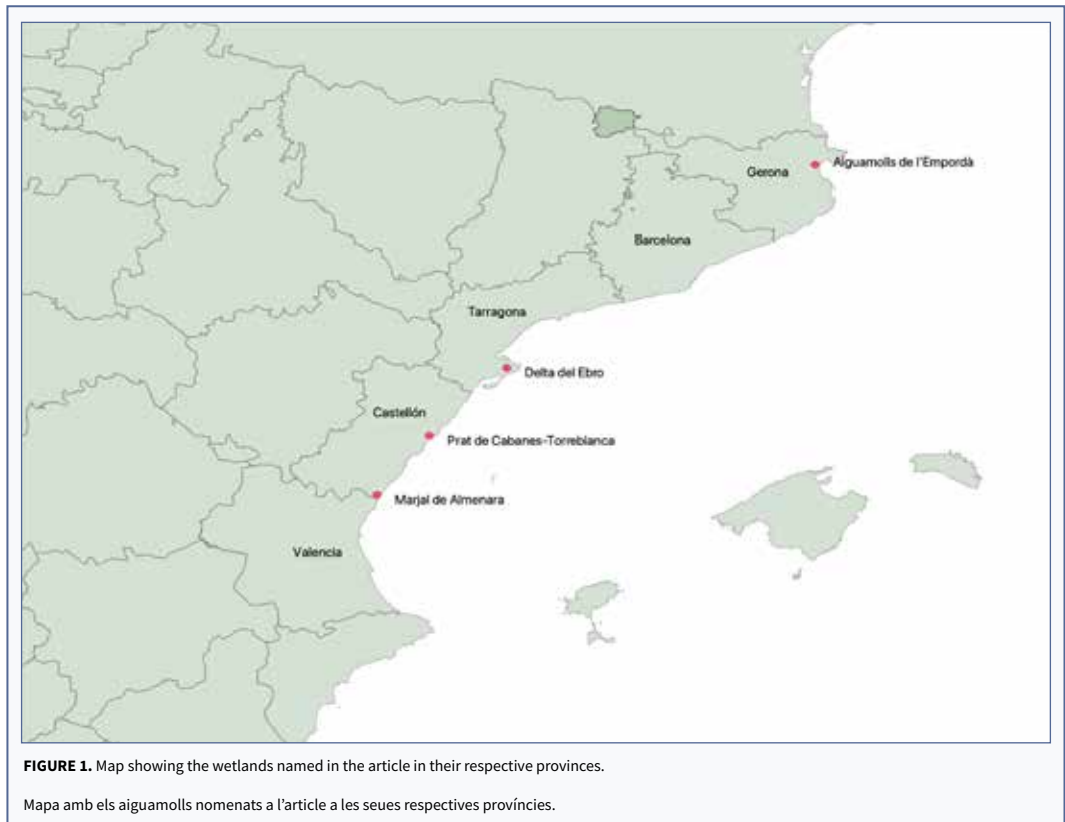 Aiguamolls de l'Empordà
Gerona
Barcelona
Tarragona
Delta del Ebro
Castellón
Prat de Cabanes-Torreblanca
Marjal de Almenara
Valencia
FIGURE 1. Map showing the wetlands named in the article in their respective provinces.
Mapa amb els aiguamolls nomenats a l'article a les seues respectives províncies.